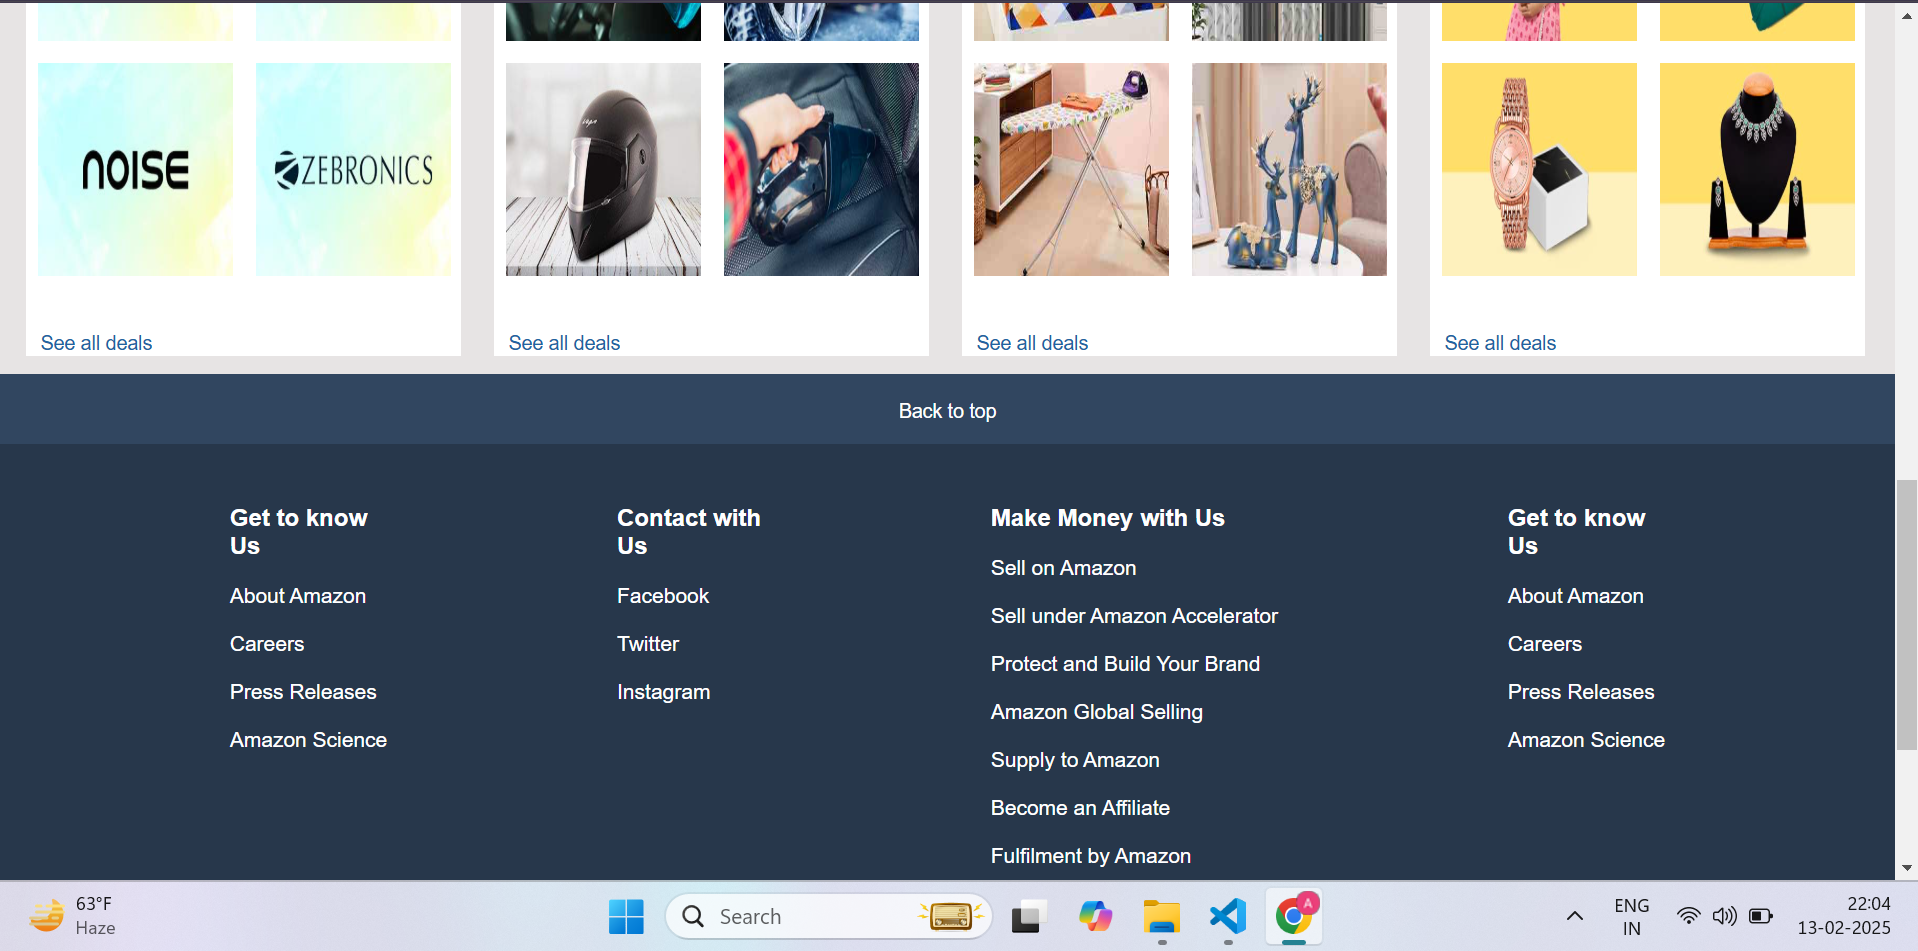 NOISE
ZEBRONICS
vega
See all deals
See all deals
See all deals
See all deals
Back to top
Get to know
Us
About Amazon
Careers
Press Releases
Amazon Science
Contact with
Us
Facebook
Twitter
Instagram
Make Money with Us
Sell on Amazon
Sell under Amazon Accelerator
Protect and Build Your Brand
Amazon Global Selling
Supply to Amazon
Become an Affiliate
Fulfilment by Amazon
Get to know
Us
About Amazon
Careers
Press Releases
Amazon Science
63°F
Haze
Search
A
ENG
IN
22:04
13-02-2025